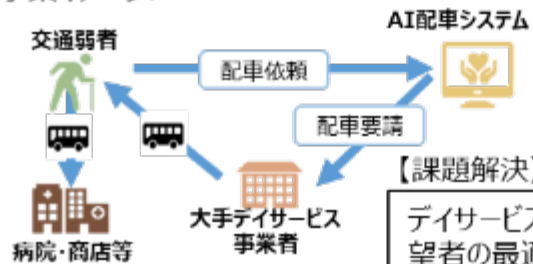 AI配車システム
交通弱者
配車依頼
配車要請
【課題解決】
デイサービス
望者の最適
大手デイサービス
事業者
病院・商店等